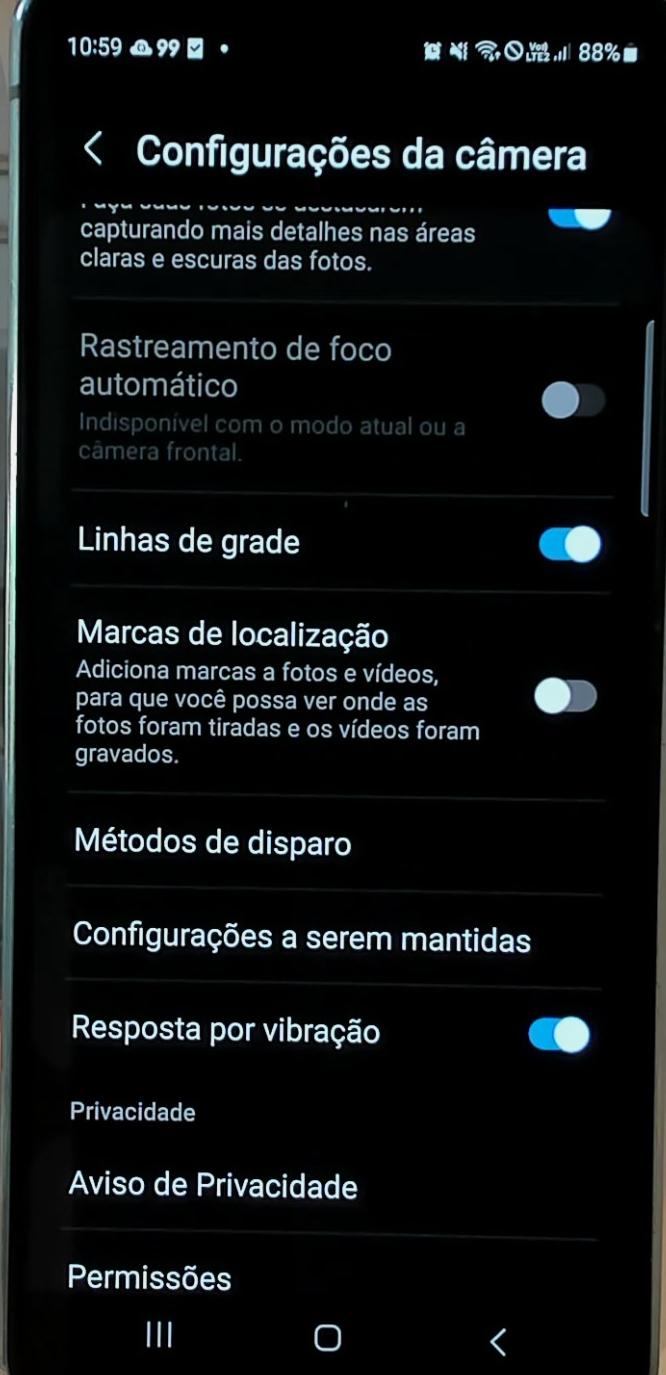 10:59 99
VoD LTE2 88%
Configurações da câmera
capturando mais detalhes nas áreas
claras e escuras das fotos.
Rastreamento de foco
automático
Indisponível com o modo atual ou a
câmera frontal.
Linhas de grade
Marcas de localização
Adiciona marcas a fotos e vídeos,
para que você possa ver onde as
fotos foram tiradas e os vídeos foram
gravados.
Métodos de disparo
Configurações a serem mantidas
Resposta por vibração
Privacidade
Aviso de Privacidade
Permissões